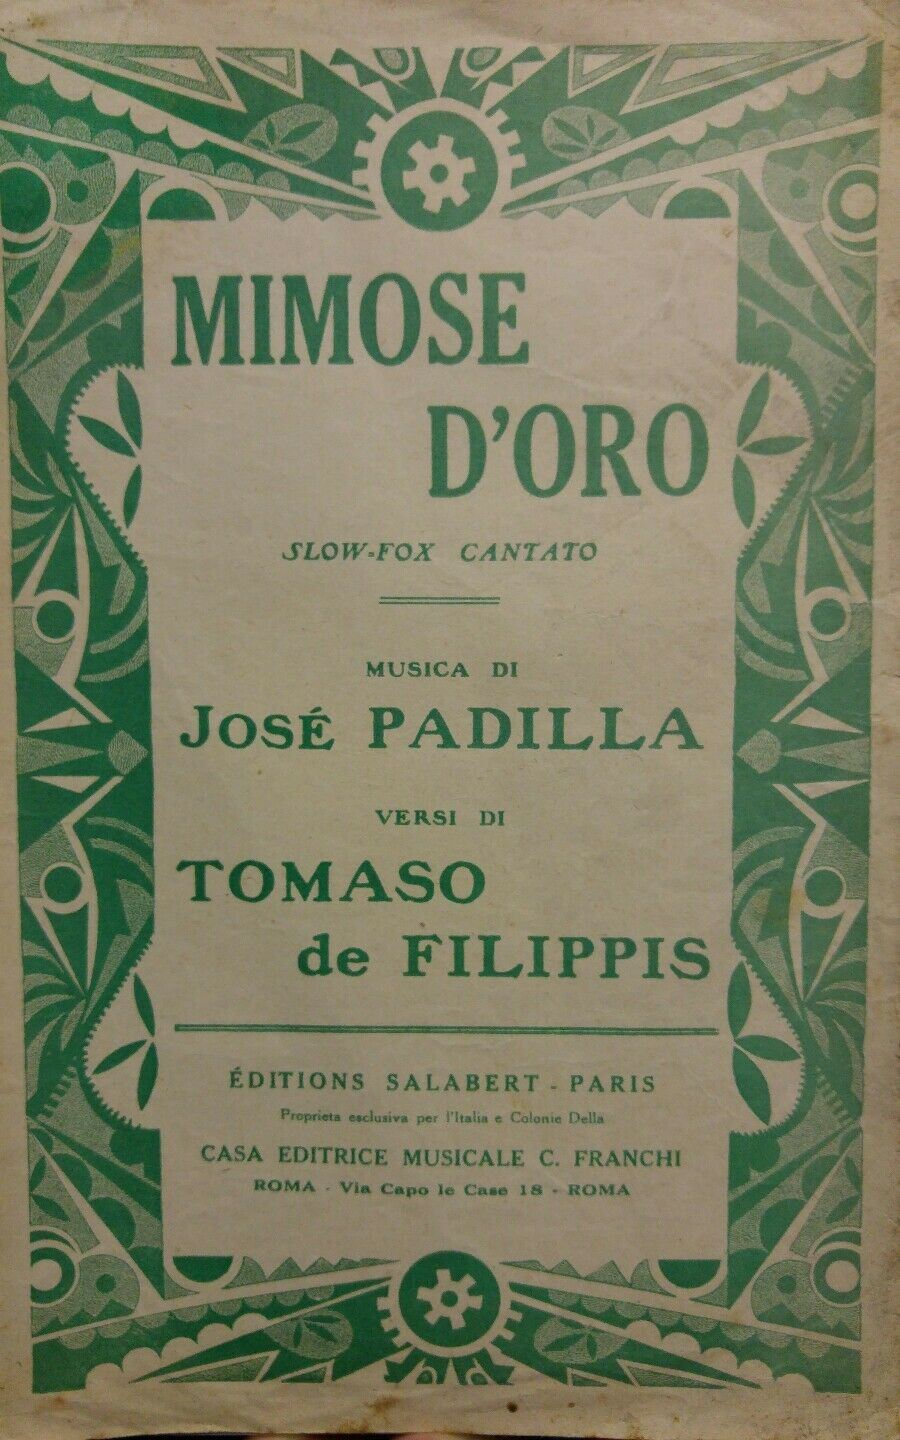 MIMOSE
D'ORO
SLOW=FOX CANTATO
MUSICA DI
JOSÉ PADILLA
VERSI DI
TOMASO
de FILIPPIS
ÉDITIONS SALABERT - PARIS
Proprieta esclusiva per l'Italia e Colonie Della
CASA EDITRICE MUSICALE C. FRANCHI
ROMA - Via Capo le Case 18 - ROMA